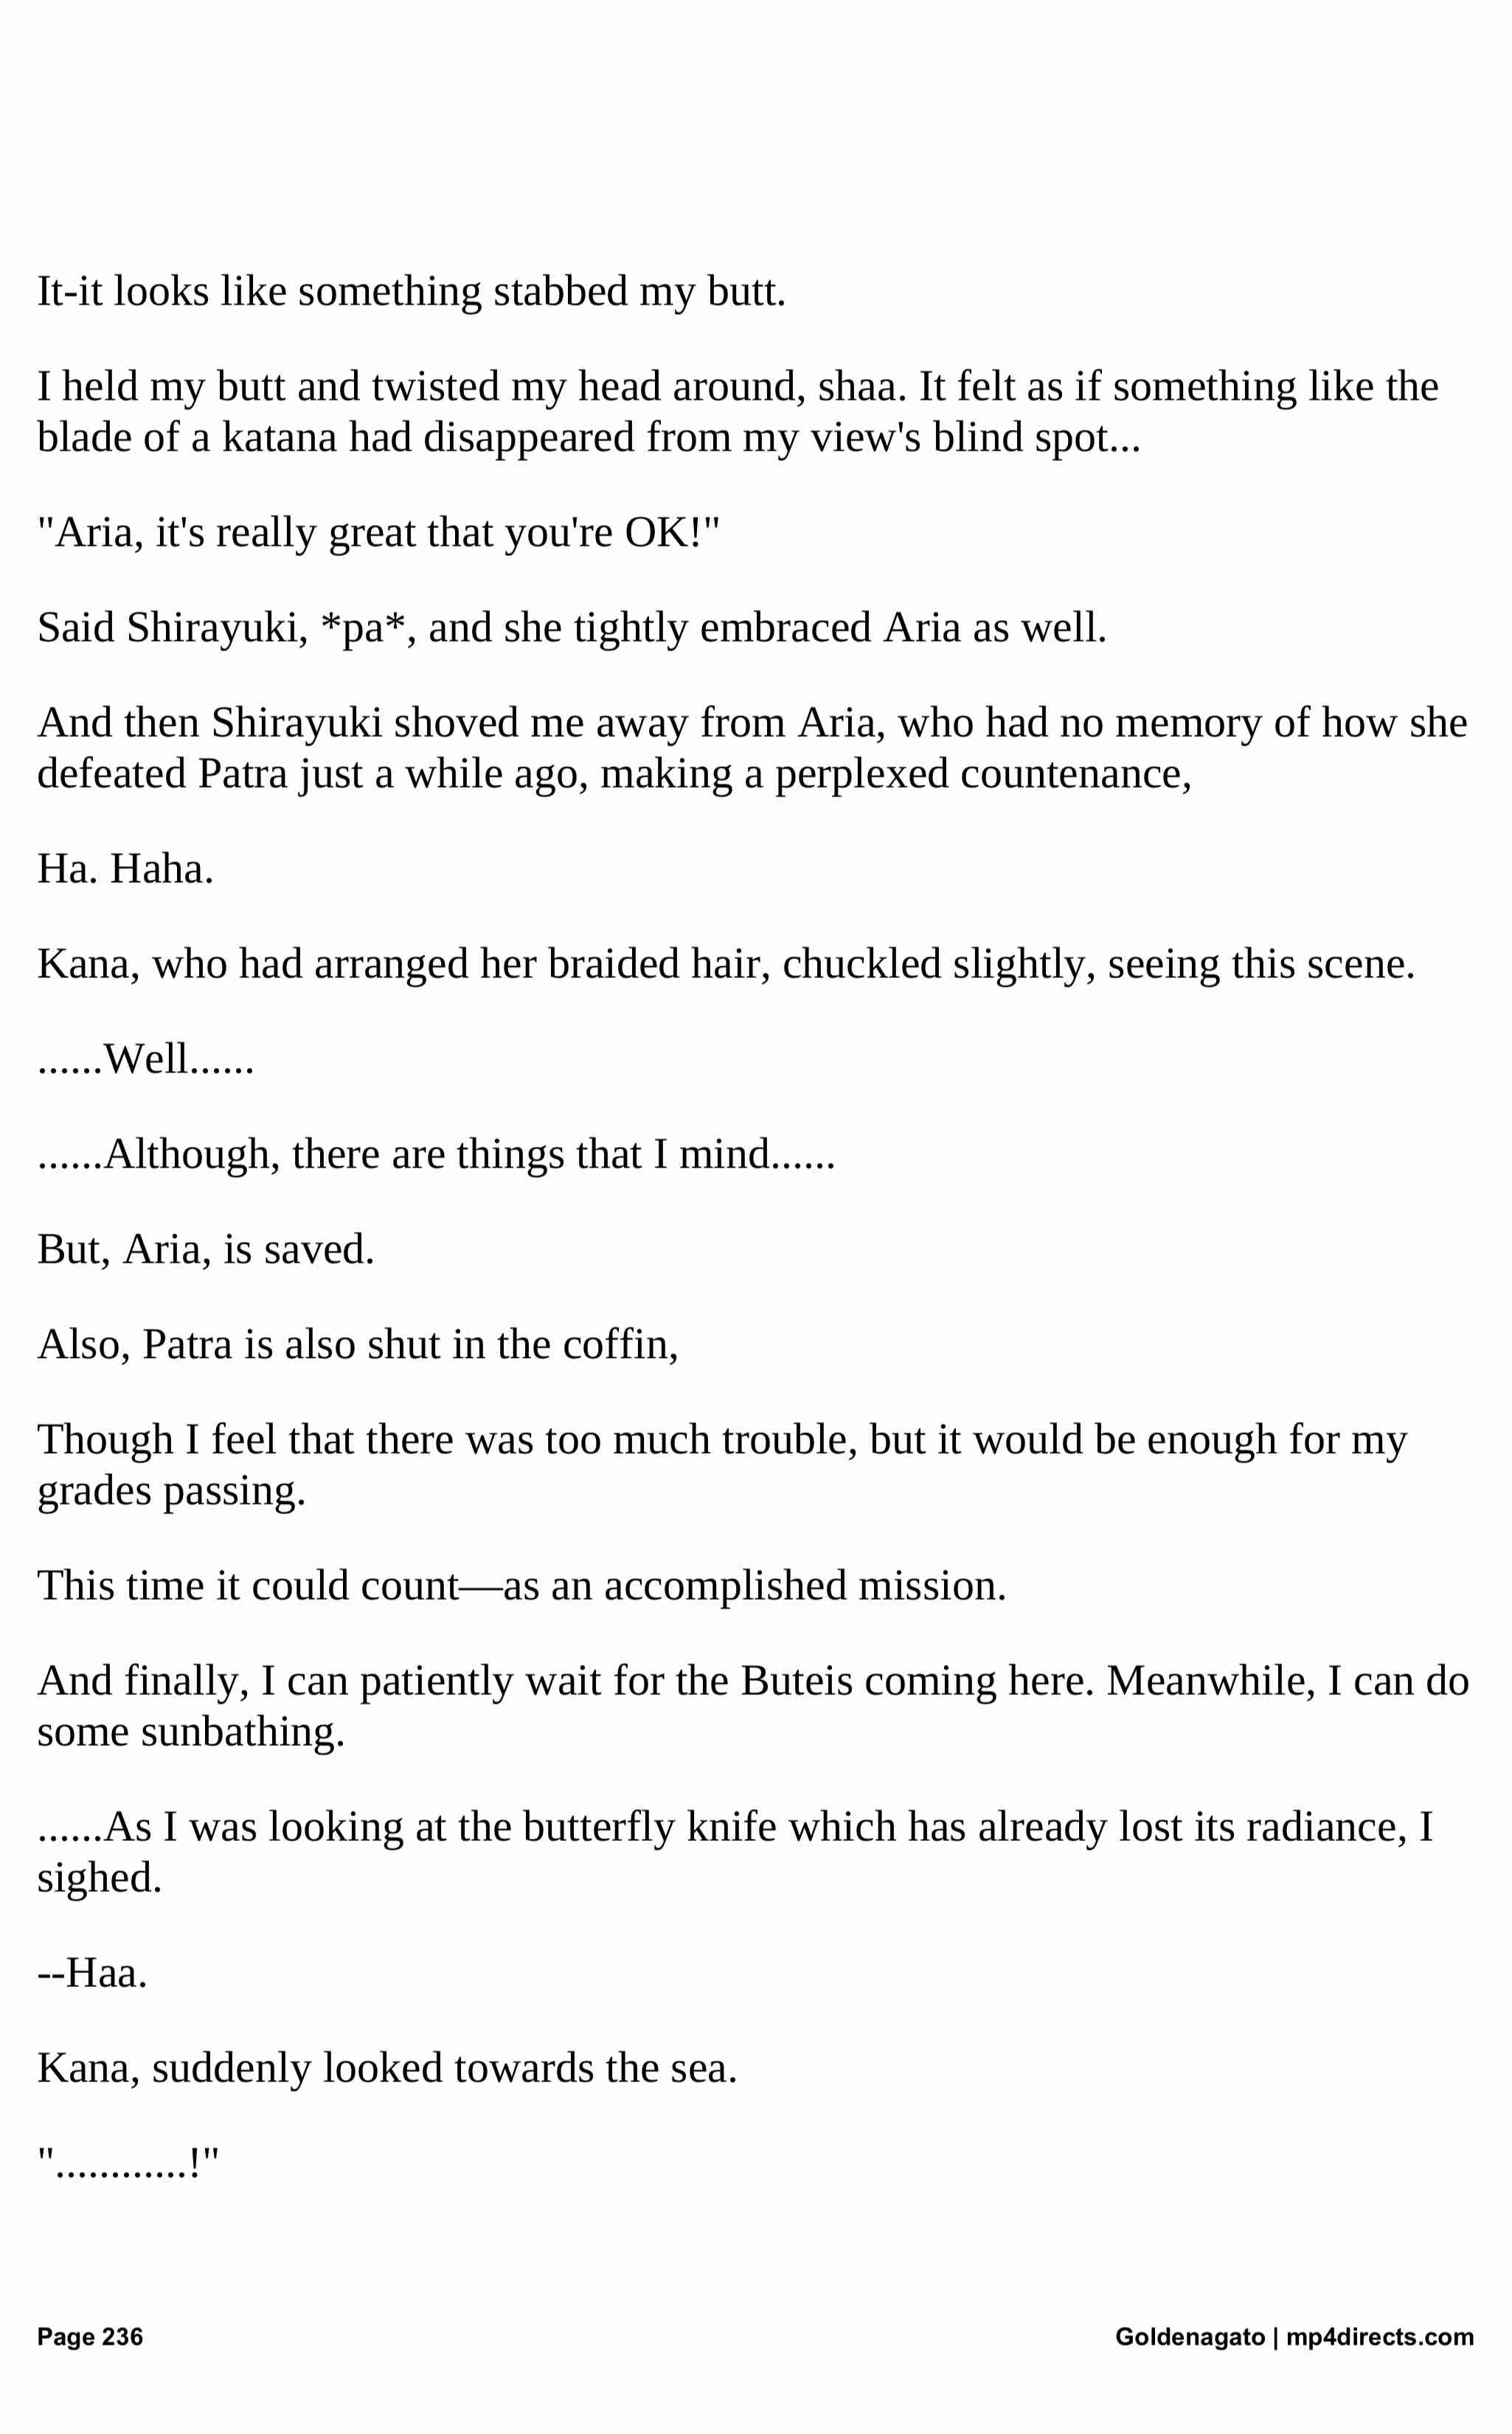 It-it looks like something stabbed my butt.
I held my butt and twisted my head around, shaa. It felt as if something like the
blade of a katana had disappeared from my view's blind spot...
"Aria, it's really great that you're OK!"
Said Shirayuki, *pa*, and she tightly embraced Aria as well.
And then Shirayuki shoved me away from Aria, who had no memory of how she
defeated Patra just a while ago, making a perplexed countenance,
Ha. Haha.
Kana, who had arranged her braided hair, chuckled slightly, seeing this scene.
......Well......
......Although, there are things that I mind......
But, Aria, is saved.
Also, Patra is also shut in the coffin,
Though I feel that there was too much trouble, but it would be enough for my
grades passing.
This time it could count—as an accomplished mission.
And finally, I can patiently wait for the Buteis coming here. Meanwhile, I can do
some sunbathing.
......As I was looking at the butterfly knife which has already lost its radiance, I
sighed.
--Haa.
Kana, suddenly looked towards the sea.
"............!"
Page 236
Goldenagato | mp4directs.com